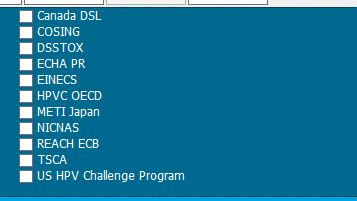 Canada DSL
COSING
DSSTOX
ECHA PR
EINECS
HPVC OECD
METI Japan
NICNAS
REACH ECB
TSCA
US HPV Challenge Program